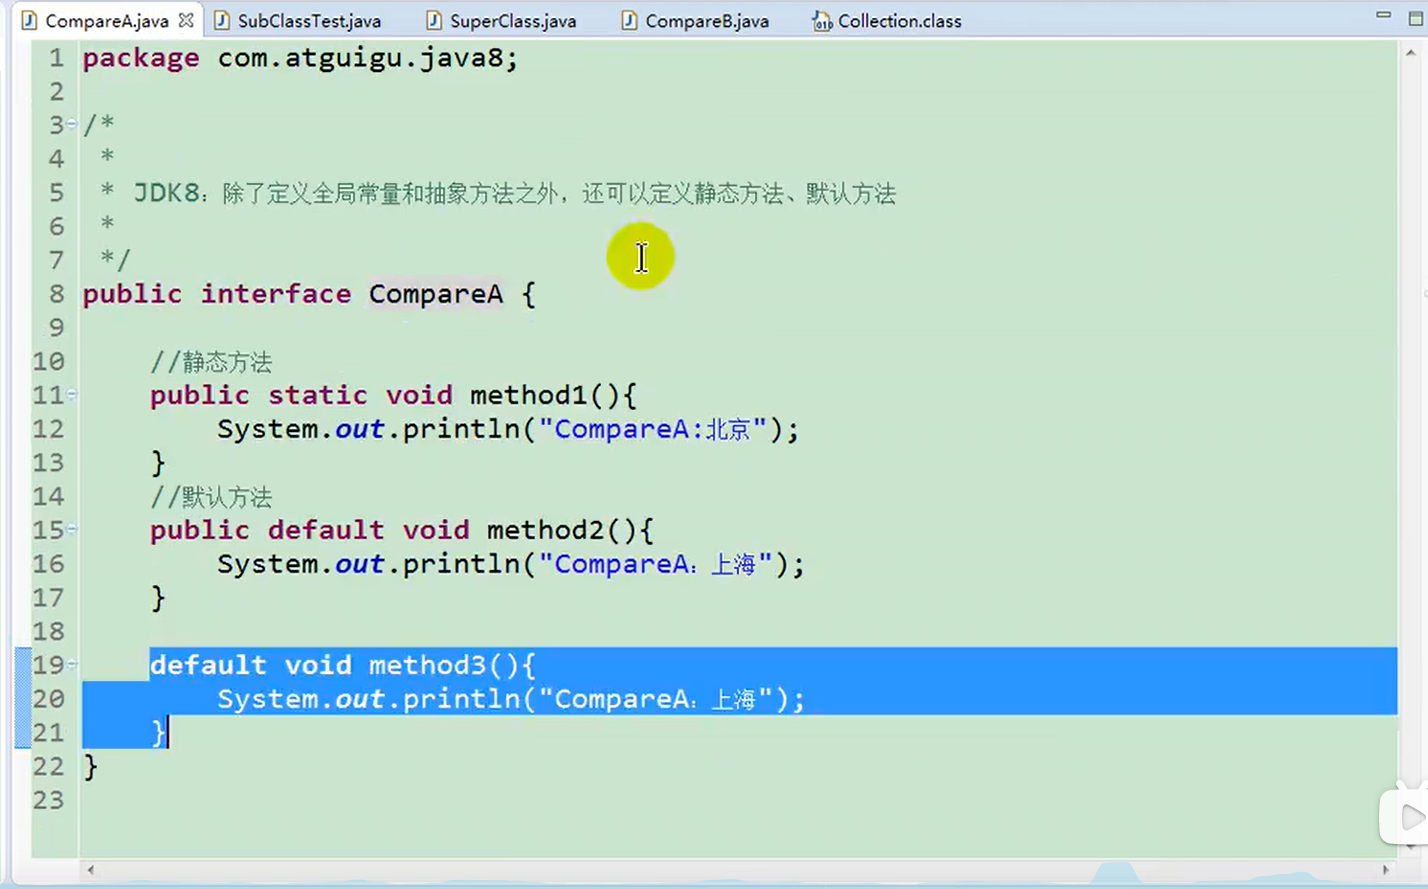 CompareA.java SubClassTest.java SuperClass.java CompareB.java Collection.class
1 package com.atguigu.java8;
2
3 /*
4  *
5  * JDK8：除了定义全局常量和抽象方法之外，还可以定义静态方法、默认方法
6  *
7  */
8 public interface CompareA {
9
10     //静态方法
11     public static void method1(){
12         System.out.println("CompareA:北京");
13     }
14     //默认方法
15     public default void method2(){
16         System.out.println("CompareA：上海");
17     }
18
19     default void method3(){
20         System.out.println("CompareA：上海");
21     }
22 }
23